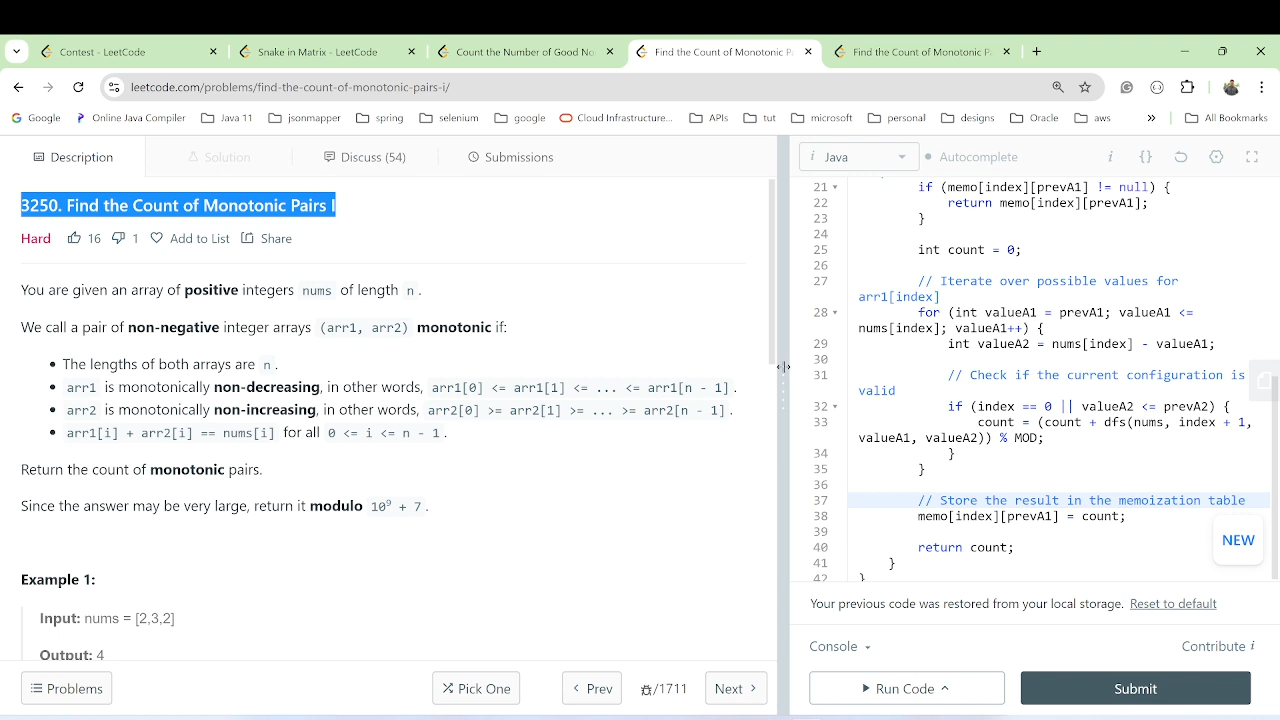 Contest - LeetCode
Snake in Matrix - LeetCode
Count the Number of Good No
Find the Count of Monotonic P
Find the Count of Monotonic P
leetcode.com/problems/find-the-count-of-monotonic-pairs-i/
Google
Online Java Compiler
Java 11
jsonmapper
spring
selenium
google
Cloud Infrastructure...
APIs
tut
microsoft
personal
designs
Oracle
aws
»
All Bookmarks
Description
Solution
Discuss (54)
Submissions
i Java
Autocomplete
3250. Find the Count of Monotonic Pairs I
Hard 16 1 Add to List Share
You are given an array of positive integers nums of length n.
We call a pair of non-negative integer arrays (arr1, arr2) monotonic if:
• The lengths of both arrays are n.
• arr1 is monotonically non-decreasing, in other words, arr1[0] <= arr1[1] <= ... <= arr1[n - 1].
• arr2 is monotonically non-increasing, in other words, arr2[0] >= arr2[1] >= ... >= arr2[n - 1].
• arr1[i] + arr2[i] == nums[i] for all 0 <= i <= n - 1.
Return the count of monotonic pairs.
Since the answer may be very large, return it modulo 10⁹ + 7.
Example 1:
Input: nums = [2,3,2]
Output: 4
21 if (memo[index][prevA1] != null) {
22 return memo[index][prevA1];
23 }
24
25 int count = 0;
26
27 // Iterate over possible values for
arr1[index]
28 for (int valueA1 = prevA1; valueA1 <=
nums[index]; valueA1++) {
29 int valueA2 = nums[index] - valueA1;
30
31 // Check if the current configuration is
valid
32 if (index == 0 || valueA2 <= prevA2) {
33 count = (count + dfs(nums, index + 1,
valueA1, valueA2)) % MOD;
34 }
35 }
36
37 // Store the result in the memoization table
38 memo[index][prevA1] = count;
39
40 return count;
41 }
42 }
NEW
Your previous code was restored from your local storage. Reset to default
Console
Contribute i
Problems
Pick One
Prev
/1711
Next
Run Code
Submit